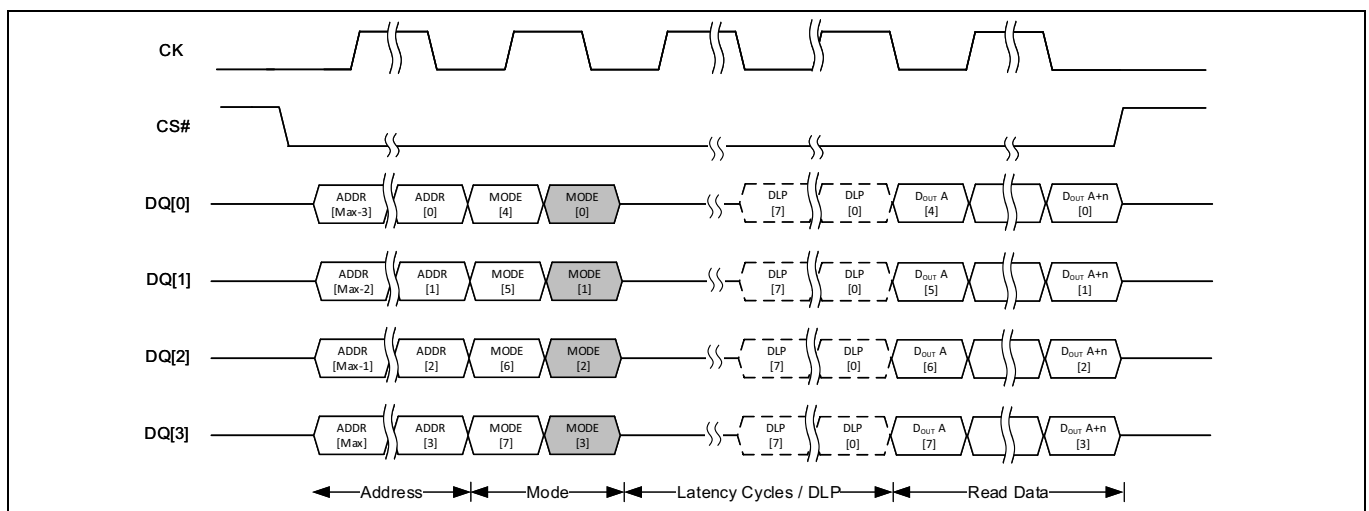 CK
CS#
DQ[0]
ADDR
[Max-3]
ADDR
[0]
MODE
[4]
MODE
[0]
DLP
[7]
DLP
[0]
DOUT A
[4]
DOUT A+n
[0]
DQ[1]
ADDR
[Max-2]
ADDR
[1]
MODE
[5]
MODE
[1]
DLP
[7]
DLP
[0]
DOUT A
[5]
DOUT A+n
[1]
DQ[2]
ADDR
[Max-1]
ADDR
[2]
MODE
[6]
MODE
[2]
DLP
[7]
DLP
[0]
DOUT A
[6]
DOUT A+n
[2]
DQ[3]
ADDR
[Max]
ADDR
[3]
MODE
[7]
MODE
[3]
DLP
[7]
DLP
[0]
DOUT A
[7]
DOUT A+n
[3]
Address
Mode
Latency Cycles / DLP
Read Data